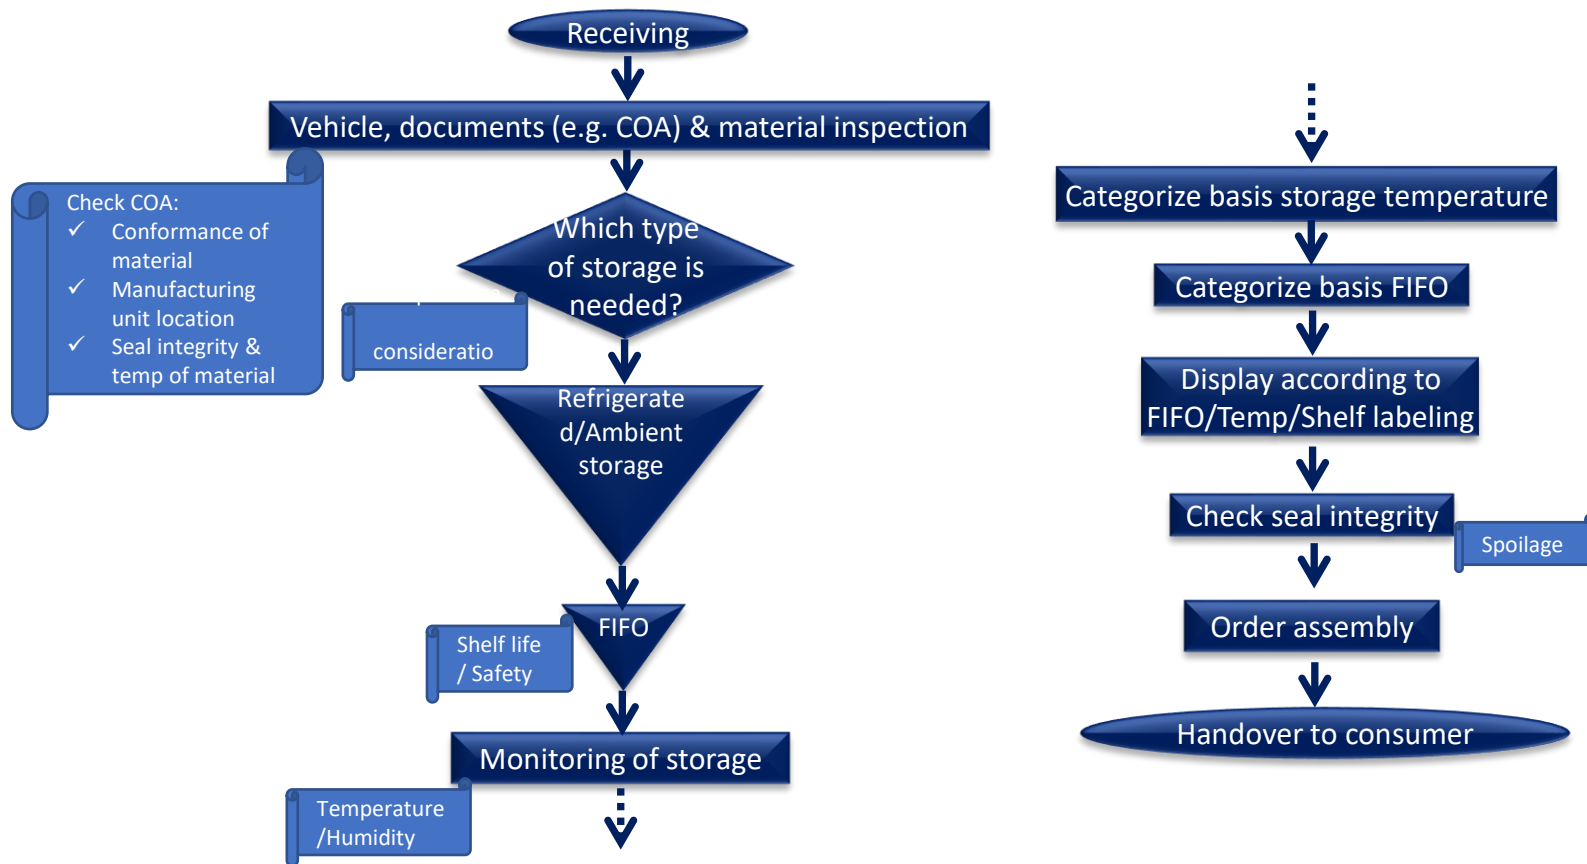 Receiving
Vehicle, documents (e.g. COA) & material inspection
Check COA:
✓ Conformance of
material
✓ Manufacturing
unit location
✓ Seal integrity &
temp of material
Which type
of storage is
needed?
consideratio
Refrigerate
d/Ambient
storage
FIFO
Shelf life
/ Safety
Monitoring of storage
Temperature
/Humidity
Categorize basis storage temperature
Categorize basis FIFO
Display according to
FIFO/Temp/Shelf labeling
Check seal integrity
Spoilage
Order assembly
Handover to consumer